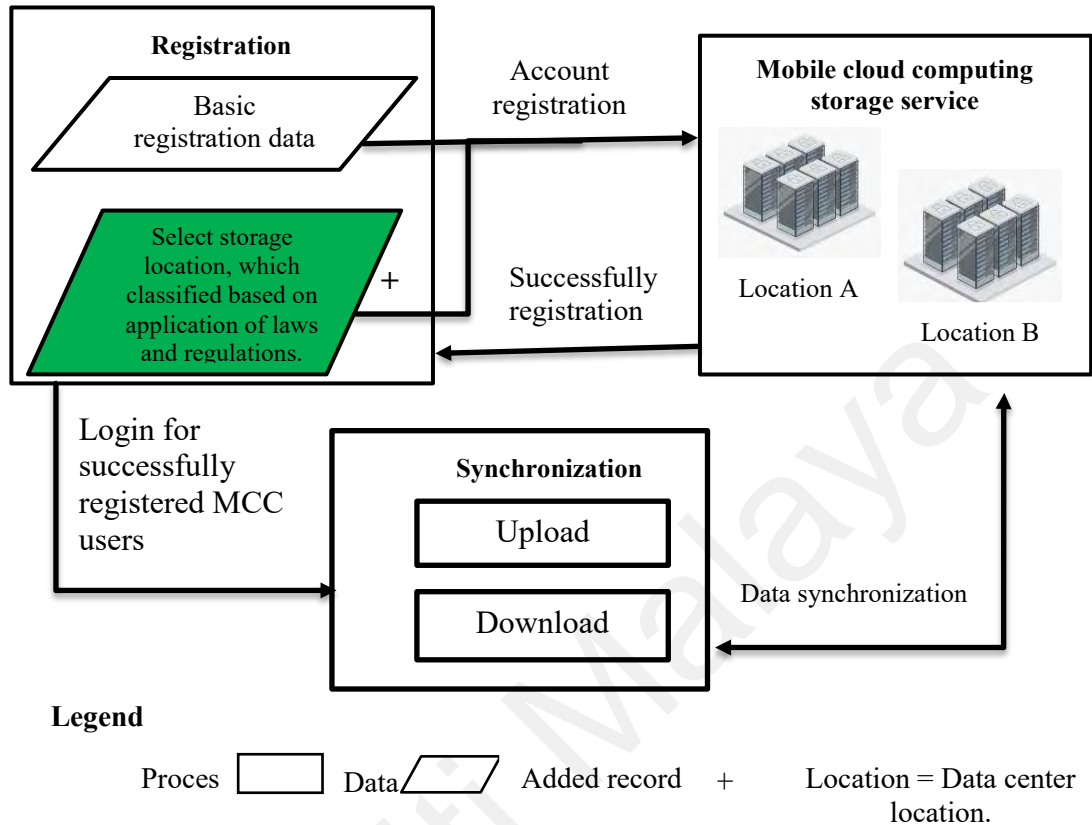 Registration
Basic
registration data
Select storage
location, which
classified based on
application of laws
and regulations.
+
Account
registration
Successfully
registration
Mobile cloud computing
storage service
Location A
Location B
Login for
successfully
registered MCC
users
Synchronization
Upload
Download
Data synchronization
Legend
Proces
Data
Added record
+
Location = Data center
location.
ti Malaya